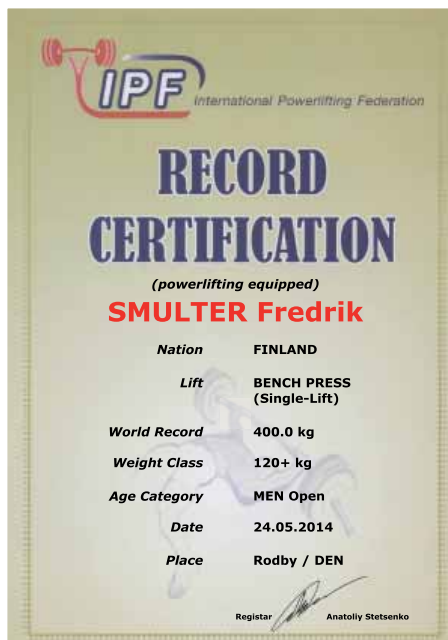 IPF
International Powerlifting Federation
RECORD
CERTIFICATION
(powerlifting equipped)
SMULTER Fredrik
Nation FINLAND
Lift BENCH PRESS
(Single-Lift)
World Record 400.0 kg
Weight Class 120+ kg
Age Category MEN Open
Date 24.05.2014
Place Rodby / DEN
Registar Anatoliy Stetsenko